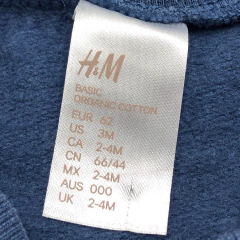 H&M
BASIC
ORGANIC COTTON
EUR 62
US 3M
CA 2-4M
CN 66/44
MX 2-4M
AUS 000
UK 2-4M